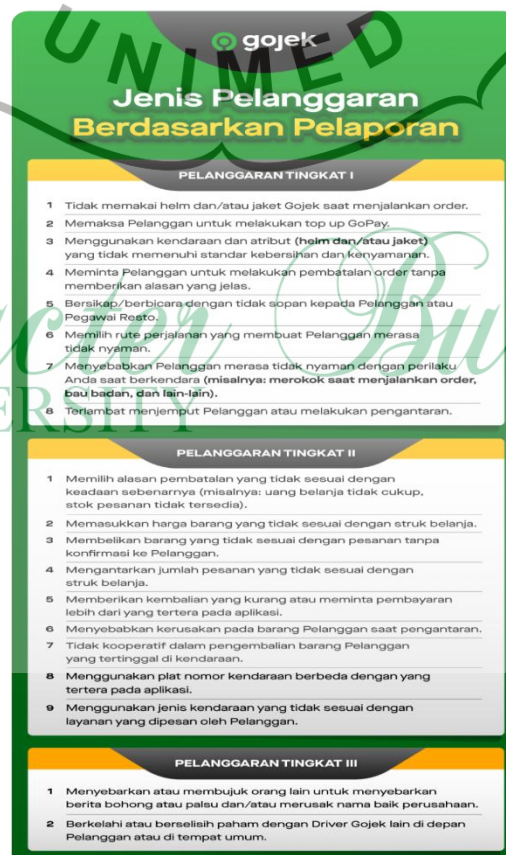 UNIMED
gojek
Jenis Pelanggaran
Berdasarkan Pelaporan
PELANGGARAN TINGKAT I
1 Tidak memakai helm dan/atau jaket Gojek saat menjalankan order.
2 Memaksa Pelanggan untuk melakukan top up GoPay.
3 Menggunakan kendaraan dan atribut (helm dan/atau jaket)
yang tidak memenuhi standar kebersihan dan kenyamanan.
4 Meminta Pelanggan untuk melakukan pembatalan order tanpa
memberikan alasan yang jelas.
5 Bersikap/berbicara dengan tidak sopan kepada Pelanggan atau
Pegawai Resto.
6 Memilih rute perjalanan yang membuat Pelanggan merasa
tidak nyaman.
7 Menyebabkan Pelanggan merasa tidak nyaman dengan perilaku
Anda saat berkendara (misalnya: merokok saat menjalankan order,
bau badan, dan lain-lain).
8 Terlambat menjemput Pelanggan atau melakukan pengantaran.
PELANGGARAN TINGKAT II
1 Memilih alasan pembatalan yang tidak sesuai dengan
keadaan sebenarnya (misalnya: uang belanja tidak cukup,
stok pesanan tidak tersedia).
2 Memasukkan harga barang yang tidak sesuai dengan struk belanja.
3 Membelikan barang yang tidak sesuai dengan pesanan tanpa
konfirmasi ke Pelanggan.
4 Mengantarkan jumlah pesanan yang tidak sesuai dengan
struk belanja.
5 Memberikan kembalian yang kurang atau meminta pembayaran
lebih dari yang tertera pada aplikasi.
6 Menyebabkan kerusakan pada barang Pelanggan saat pengantaran.
7 Tidak kooperatif dalam pengembalian barang Pelanggan
yang tertinggal di kendaraan.
8 Menggunakan plat nomor kendaraan berbeda dengan yang
tertera pada aplikasi.
9 Menggunakan jenis kendaraan yang tidak sesuai dengan
layanan yang dipesan oleh Pelanggan.
PELANGGARAN TINGKAT III
1 Menyebarkan atau membujuk orang lain untuk menyebarkan
berita bohong atau palsu dan/atau merusak nama baik perusahaan.
2 Berkelahi atau berselisih paham dengan Driver Gojek lain di depan
Pelanggan atau di tempat umum.